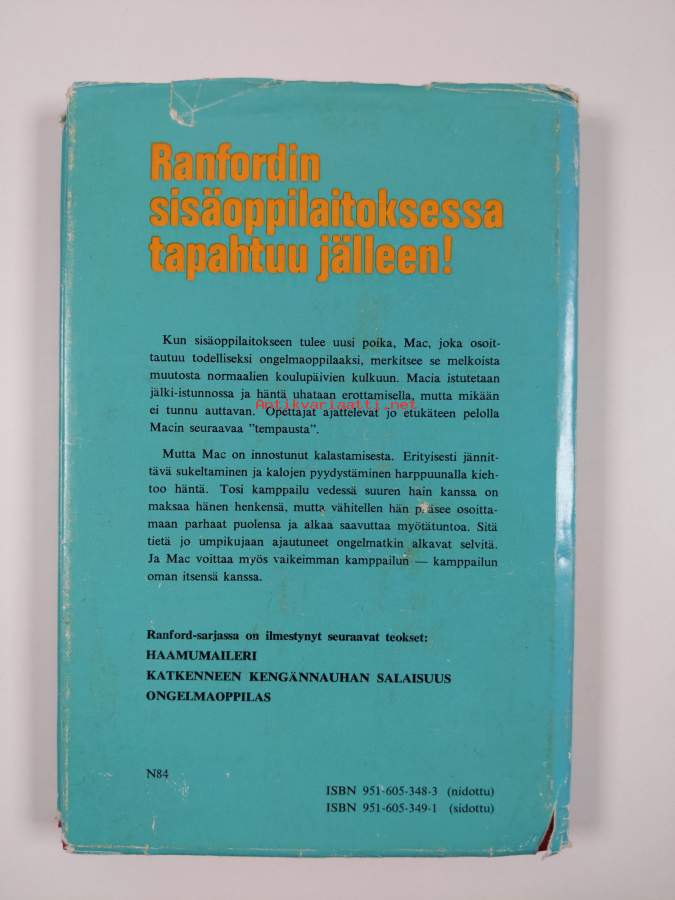 Ranfordin
sisäoppilaitoksessa
tapahtuu jälleen!
Kun sisäoppilaitokseen tulee uusi poika, Mac, joka osoit-
tautuu todelliseksi ongelmaoppilaaksi, merkitsee se melkoista
muutosta normaalien koulupäivien kulkuun. Macia istutetaan
jälki-istunnossa ja häntä uhataan erottamisella, mutta mikään
ei tunnu auttavan. Opettajat ajattelevat jo etukäteen pelolla
Antikvariaatti.net
Macin seuraavaa "tempausta".
Mutta Mac on innostunut kalastamisesta. Erityisesti jännit-
tävä sukeltaminen ja kalojen pyydystäminen harppuunalla kieh-
too häntä. Tosi kamppailu vedessä suuren hain kanssa on
maksaa hänen henkensä, mutta vähitellen hän pääsee osoitta-
maan parhaat puolensa ja alkaa saavuttaa myötätuntoa. Sitä
tietä jo umpikujaan ajautuneet ongelmatkin alkavat selvitä.
Ja Mac voittaa myös vaikeimman kamppailun — kamppailun
oman itsensä kanssa.
Ranford-sarjassa on ilmestynyt seuraavat teokset:
HAAMUMAILERI
KATKENNEEN KENGÄNNAUHAN SALAISUUS
ONGELMAOPPILAS
N84
ISBN 951-605-348-3 (nidottu)
ISBN 951-605-349-1 (sidottu)